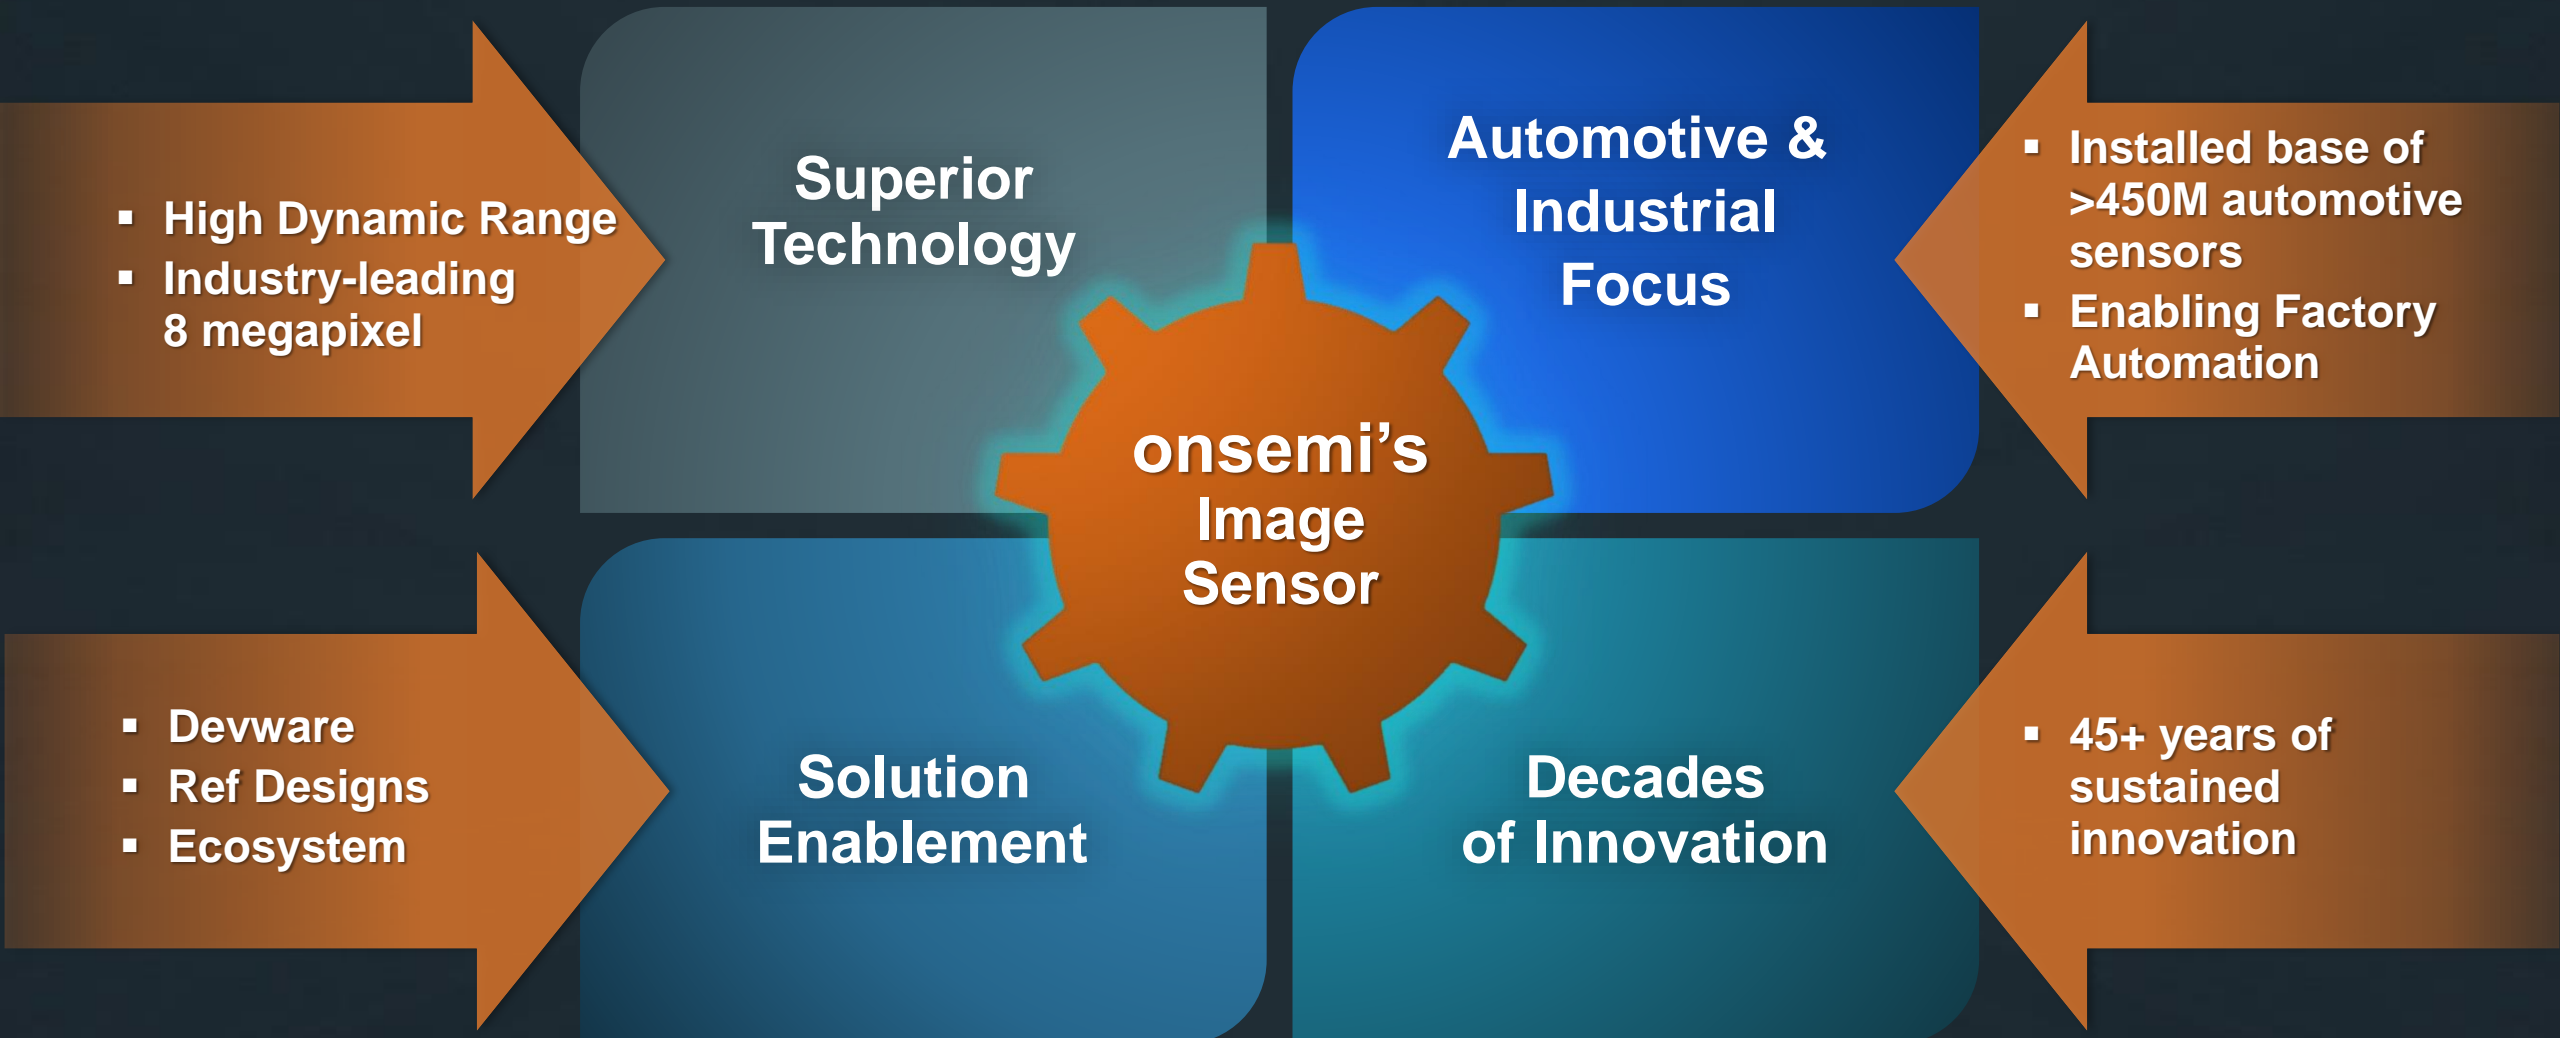 ▪ High Dynamic Range
▪ Industry-leading
8 megapixel
Superior
Technology
Automotive &
Industrial
Focus
▪ Installed base of
>450M automotive
sensors
▪ Enabling Factory
Automation
onsemi’s
Image
Sensor
▪ Devware
▪ Ref Designs
▪ Ecosystem
Solution
Enablement
Decades
of Innovation
▪ 45+ years of
sustained
innovation